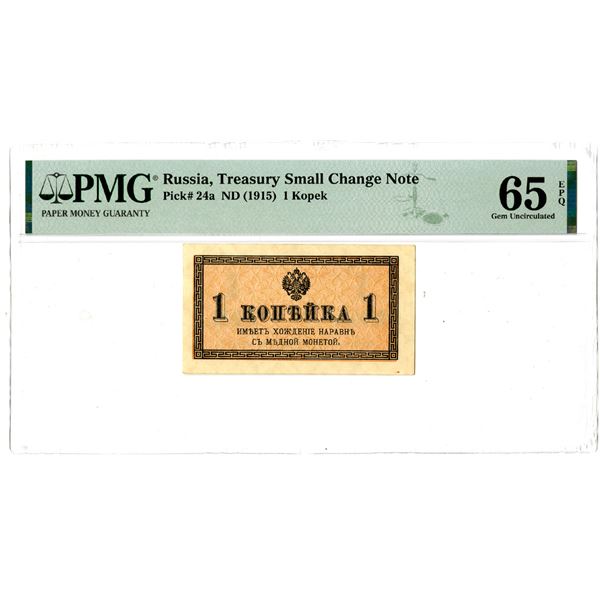 PMG®
PAPER MONEY GUARANTY
Russia, Treasury Small Change Note
Pick# 24a ND (1915) 1 Kopek
65 EPQ
Gem Uncirculated
1 КОПѢЙКА 1
ИМѢЕТЪ ХОЖДЕНІЕ НАРАВНѢ
СЪ МѢДНОЙ МОНЕТОЙ.